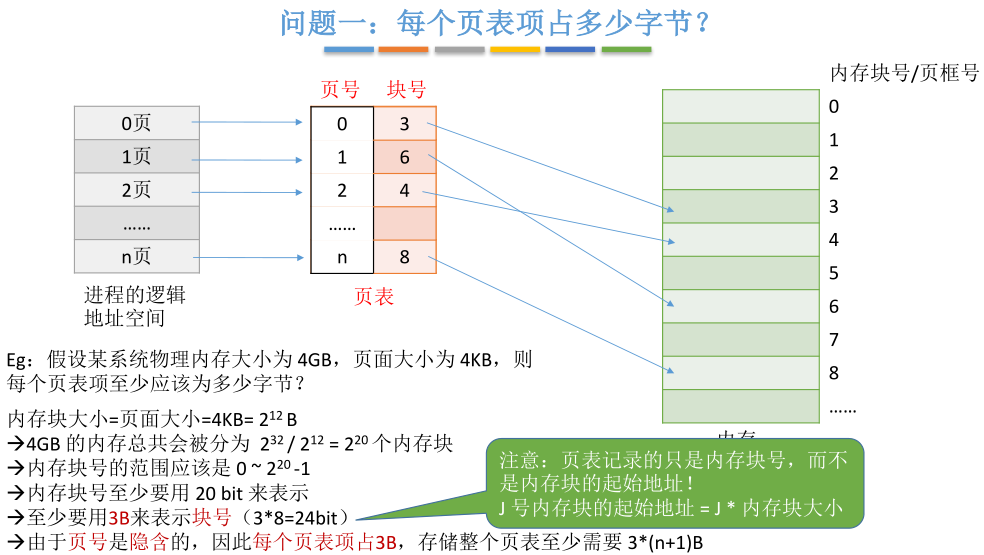 问题一：每个页表项占多少字节？
内存块号/页框号
页号 块号
0页
1页
2页
……
n页
0 3
1 6
2 4
……
n 8
0
1
2
3
4
5
6
7
8
……
进程的逻辑
地址空间
页表
内存
Eg：假设某系统物理内存大小为 4GB，页面大小为 4KB，则
每个页表项至少应该为多少字节？
内存块大小=页面大小=4KB= 2¹² B
→4GB 的内存总共会被分为 2³² / 2¹² = 2²⁰ 个内存块
→内存块号的范围应该是 0 ~ 2²⁰ -1
→内存块号至少要用 20 bit 来表示
→至少要用3B来表示块号（3*8=24bit）
→由于页号是隐含的，因此每个页表项占3B，存储整个页表至少需要 3*(n+1)B
注意：页表记录的只是内存块号，而不
是内存块的起始地址！
J 号内存块的起始地址 = J * 内存块大小